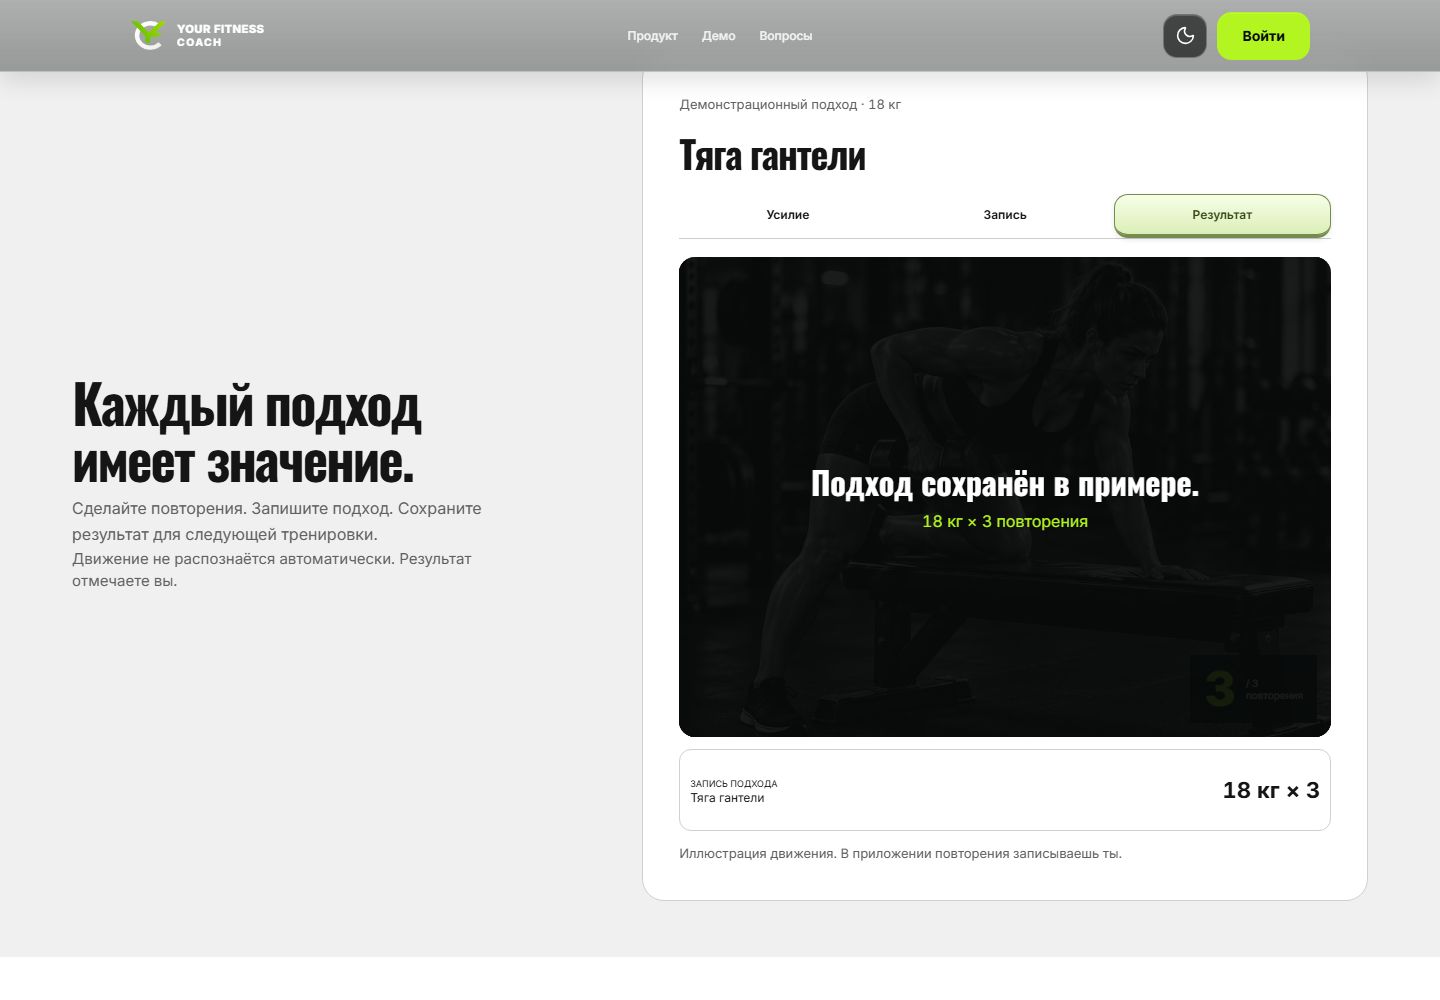 YOUR FITNESS
COACH
Продукт
Демо
Вопросы
Войти
Демонстрационный подход · 18 кг
Тяга гантели
Усилие
Запись
Результат
Каждый подход
имеет значение.
Сделайте повторения. Запишите подход. Сохраните
результат для следующей тренировки.
Движение не распознаётся автоматически. Результат
отмечаете вы.
Подход сохранён в примере.
18 кг × 3 повторения
3
/ 3
повторения
ЗАПИСЬ ПОДХОДА
Тяга гантели
18 кг × 3
Иллюстрация движения. В приложении повторения записываешь ты.